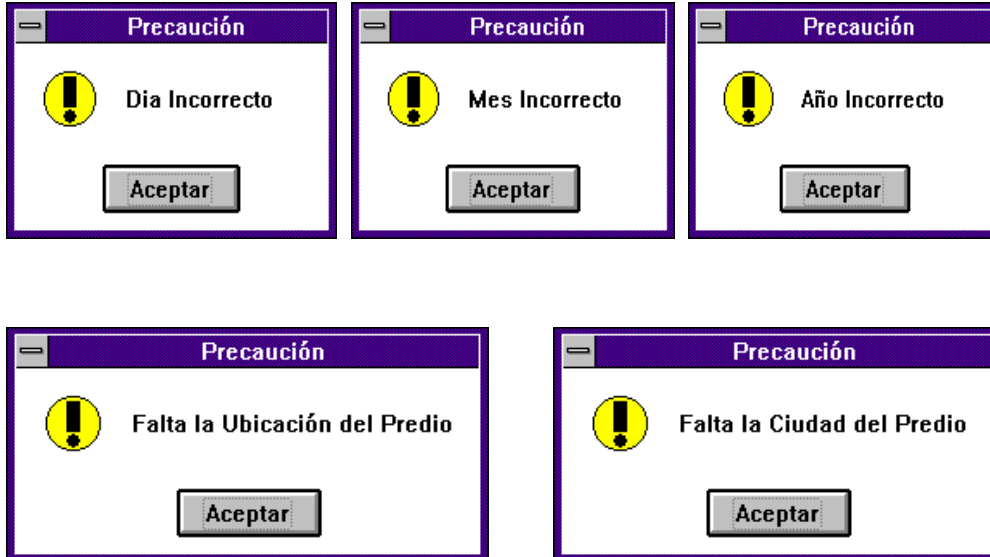 Precaución
Dia Incorrecto
Aceptar
Precaución
Mes Incorrecto
Aceptar
Precaución
Año Incorrecto
Aceptar
Precaución
Falta la Ubicación del Predio
Aceptar
Precaución
Falta la Ciudad del Predio
Aceptar